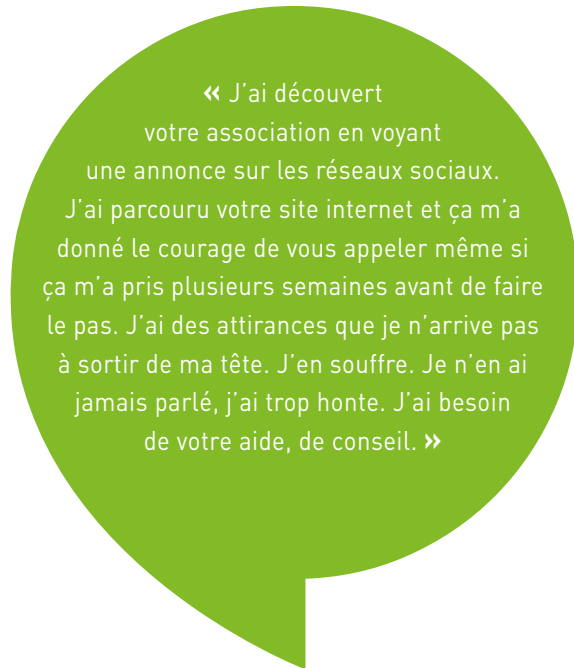 « J’ai découvert
votre association en voyant
une annonce sur les réseaux sociaux.
J’ai parcouru votre site internet et ça m’a
donné le courage de vous appeler même si
ça m’a pris plusieurs semaines avant de faire
le pas. J’ai des attirances que je n’arrive pas
à sortir de ma tête. J’en souffre. Je n’en ai
jamais parlé, j’ai trop honte. J’ai besoin
de votre aide, de conseil. »